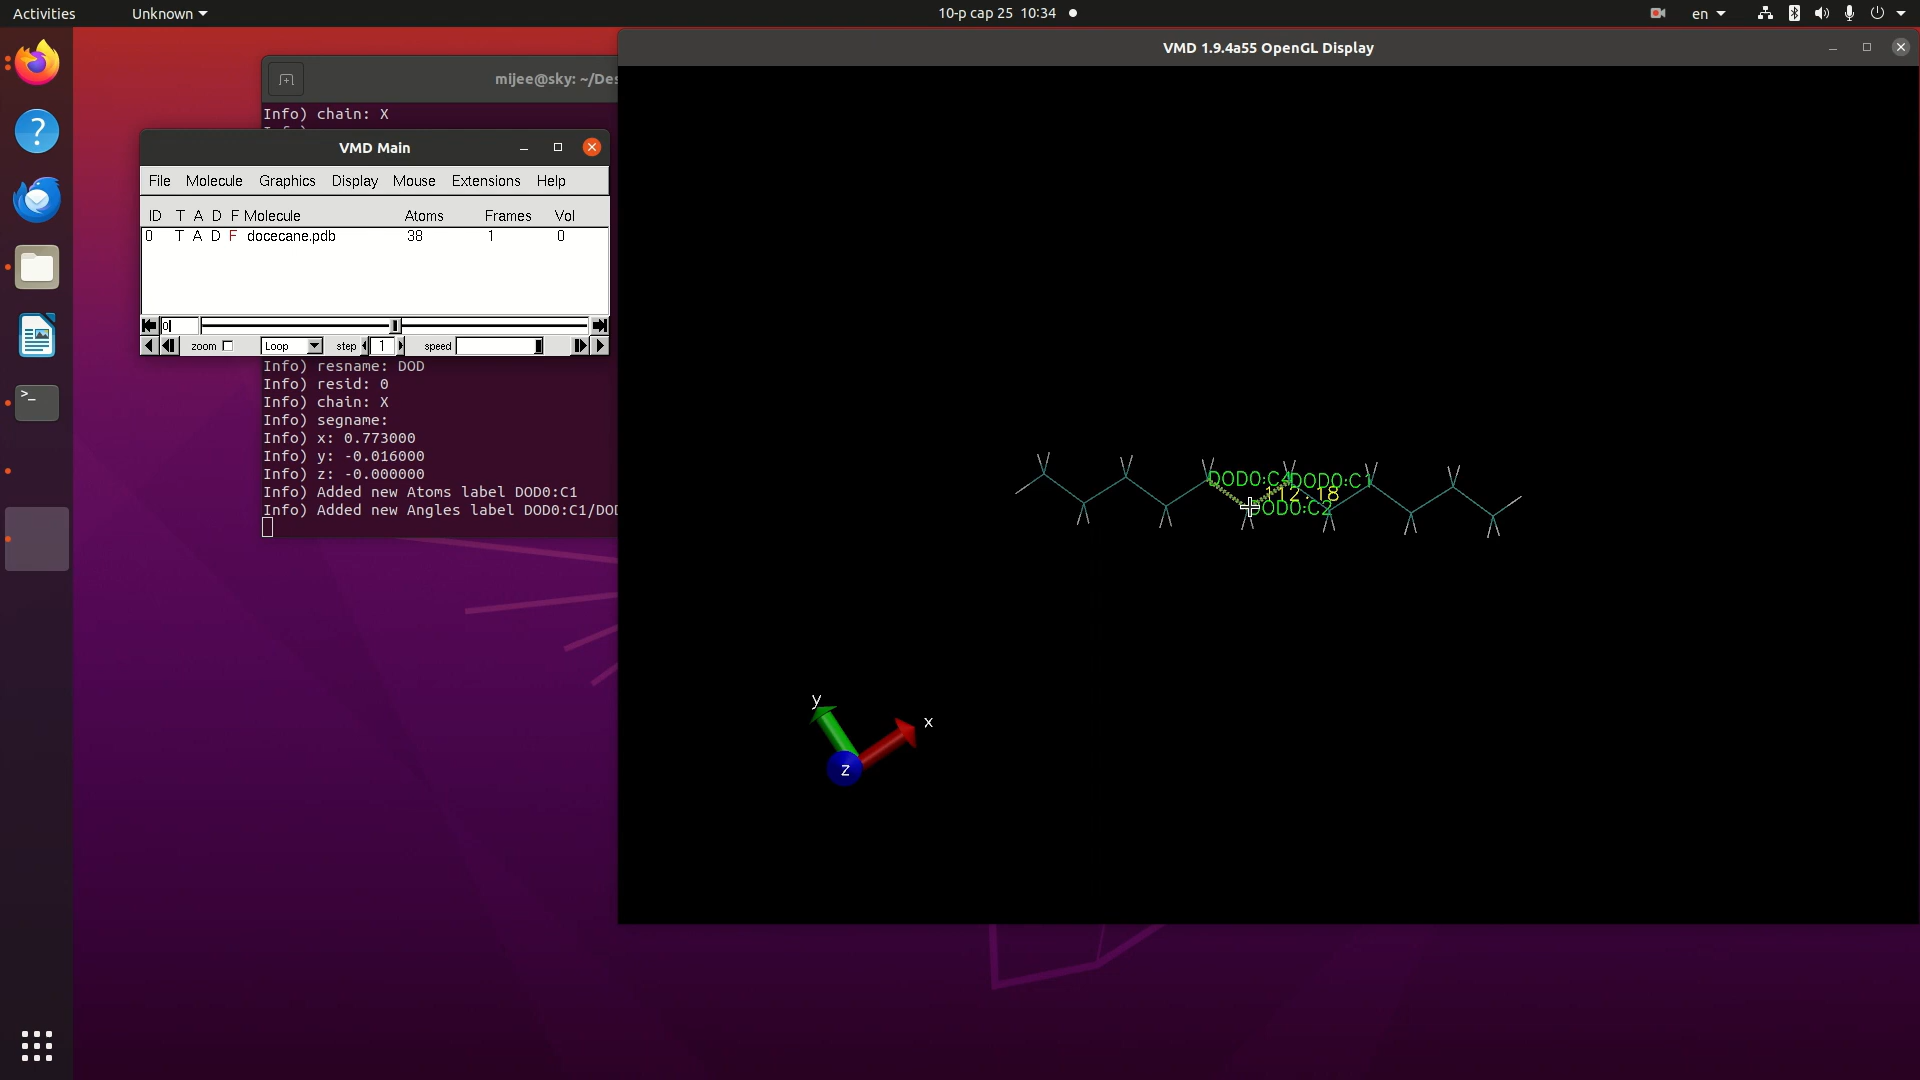 Activities
Unknown
10-р сар 25 10:34
en
VMD 1.9.4a55 OpenGL Display
mijee@sky: ~/Des
Info) chain: X
VMD Main
File Molecule Graphics Display Mouse Extensions Help
ID T A D F Molecule Atoms Frames Vol
0 T A D F docecane.pdb 38 1 0
0
zoom Loop step 1 speed
Info) resname: DOD
Info) resid: 0
Info) chain: X
Info) segname:
Info) x: 0.773000
Info) y: -0.016000
Info) z: -0.000000
Info) Added new Atoms label DOD0:C1
Info) Added new Angles label DOD0:C1/DOD
DOD0:C4
DOD0:C1
112.18
DOD0:C2
y
x
z